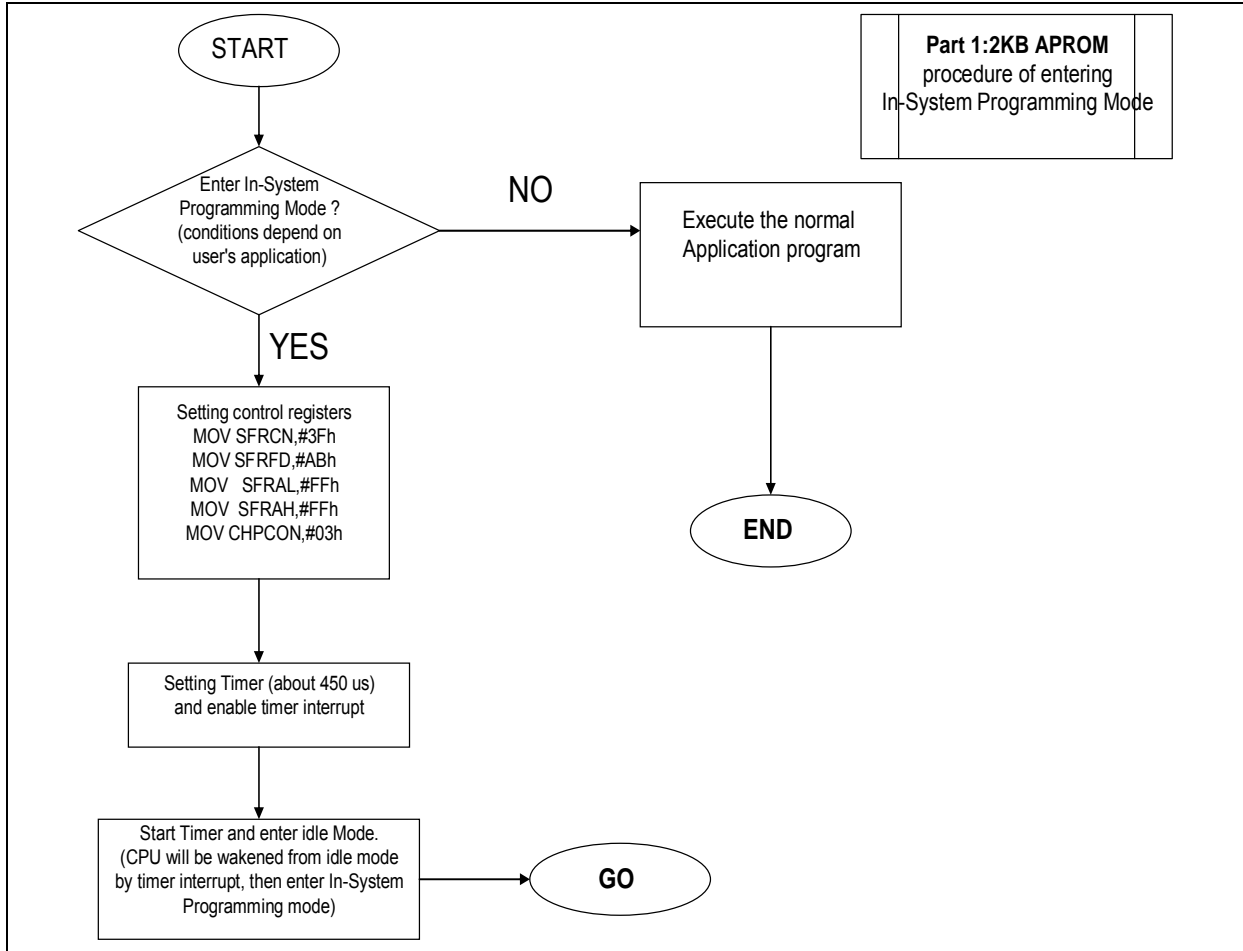 START
Part 1:2KB APROM
procedure of entering
In-System Programming Mode
Enter In-System
Programming Mode ?
(conditions depend on
user's application)
NO
Execute the normal
Application program
YES
Setting control registers
MOV SFRCN,#3Fh
MOV SFRFD,#ABh
MOV SFRAL,#FFh
MOV SFRAH,#FFh
MOV CHPCON,#03h
END
Setting Timer (about 450 us)
and enable timer interrupt
Start Timer and enter idle Mode.
(CPU will be wakened from idle mode
by timer interrupt, then enter In-System
Programming mode)
GO